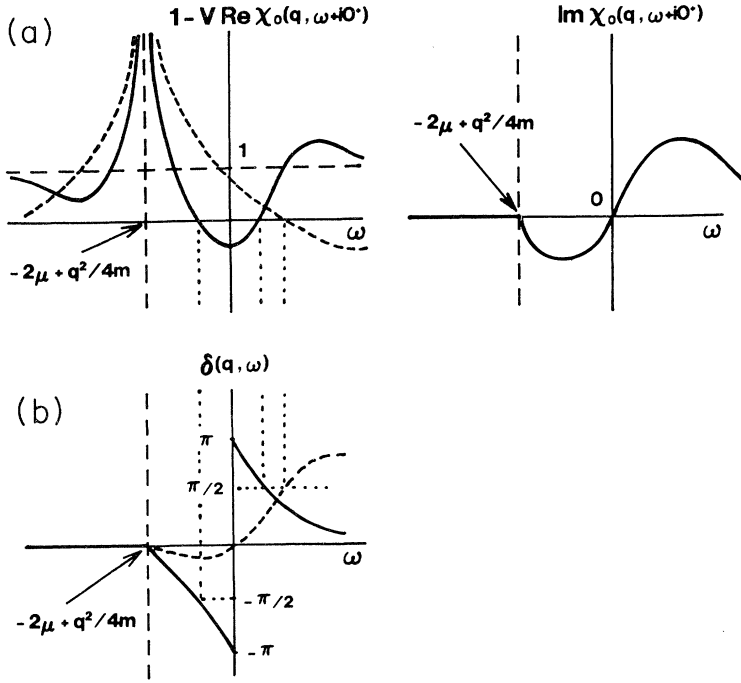 (a)
1 – V Re χ₀(q, ω+i0⁺)
1
ω
- 2μ + q²/4m
Im χ₀(q, ω+i0⁺)
- 2μ + q²/4m
0
ω
(b)
δ(q, ω)
π
π/2
ω
- π/2
- π
- 2μ + q²/4m